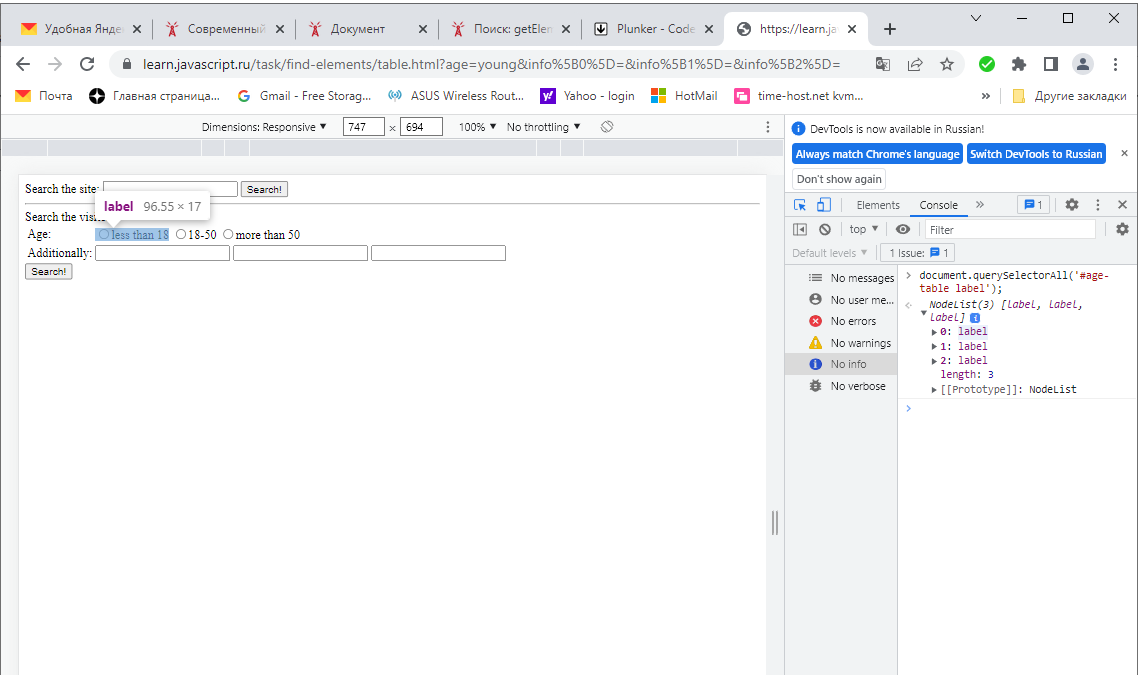 Удобная Янде
Современный
Документ
Поиск: getElem
Plunker - Code
https://learn.ja
learn.javascript.ru/task/find-elements/table.html?age=young&info%5B0%5D=&info%5B1%5D=&info%5B2%5D=
Почта
Главная страница...
Gmail - Free Storag...
ASUS Wireless Rout...
Yahoo - login
HotMail
time-host.net kvm...
»
Другие закладки
Dimensions: Responsive ▼ 747 × 694 100% ▼ No throttling ▼
Search the site: Search!
label 96.55 × 17
Search the visit
Age: less than 18 18-50 more than 50
Additionally:
Search!
DevTools is now available in Russian!
Always match Chrome's language Switch DevTools to Russian
Don't show again
Elements Console » 1
top ▼ Filter
Default levels ▼ 1 Issue: 1
No messages
No user me...
No errors
No warnings
No info
No verbose
document.querySelectorAll('#age-
table label');
NodeList(3) [label, label,
label] i
0: label
1: label
2: label
length: 3
[[Prototype]]: NodeList